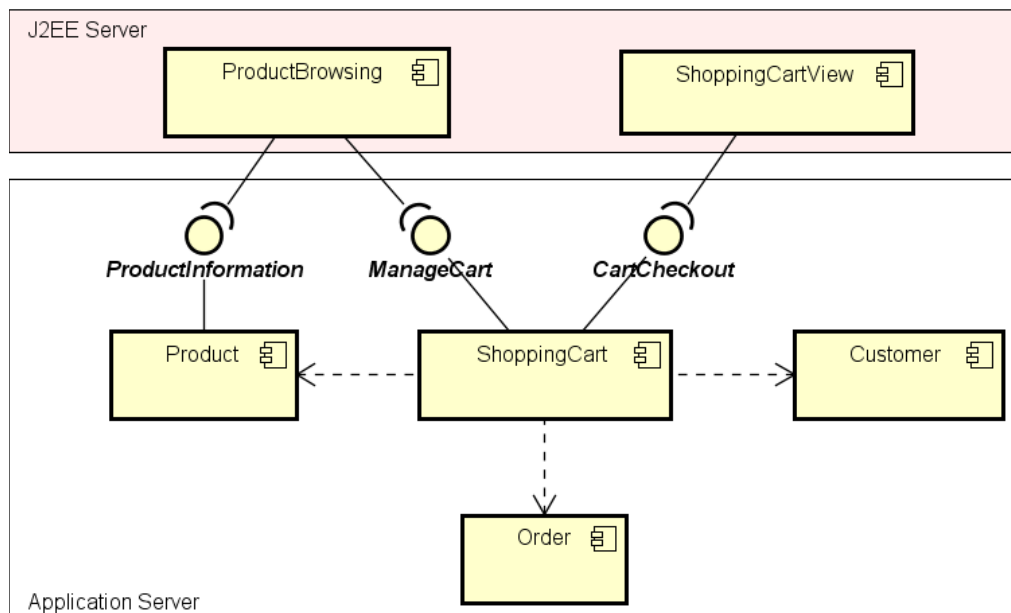 J2EE Server
ProductBrowsing
ShoppingCartView
ProductInformation
ManageCart
CartCheckout
Product
ShoppingCart
Customer
Order
Application Server